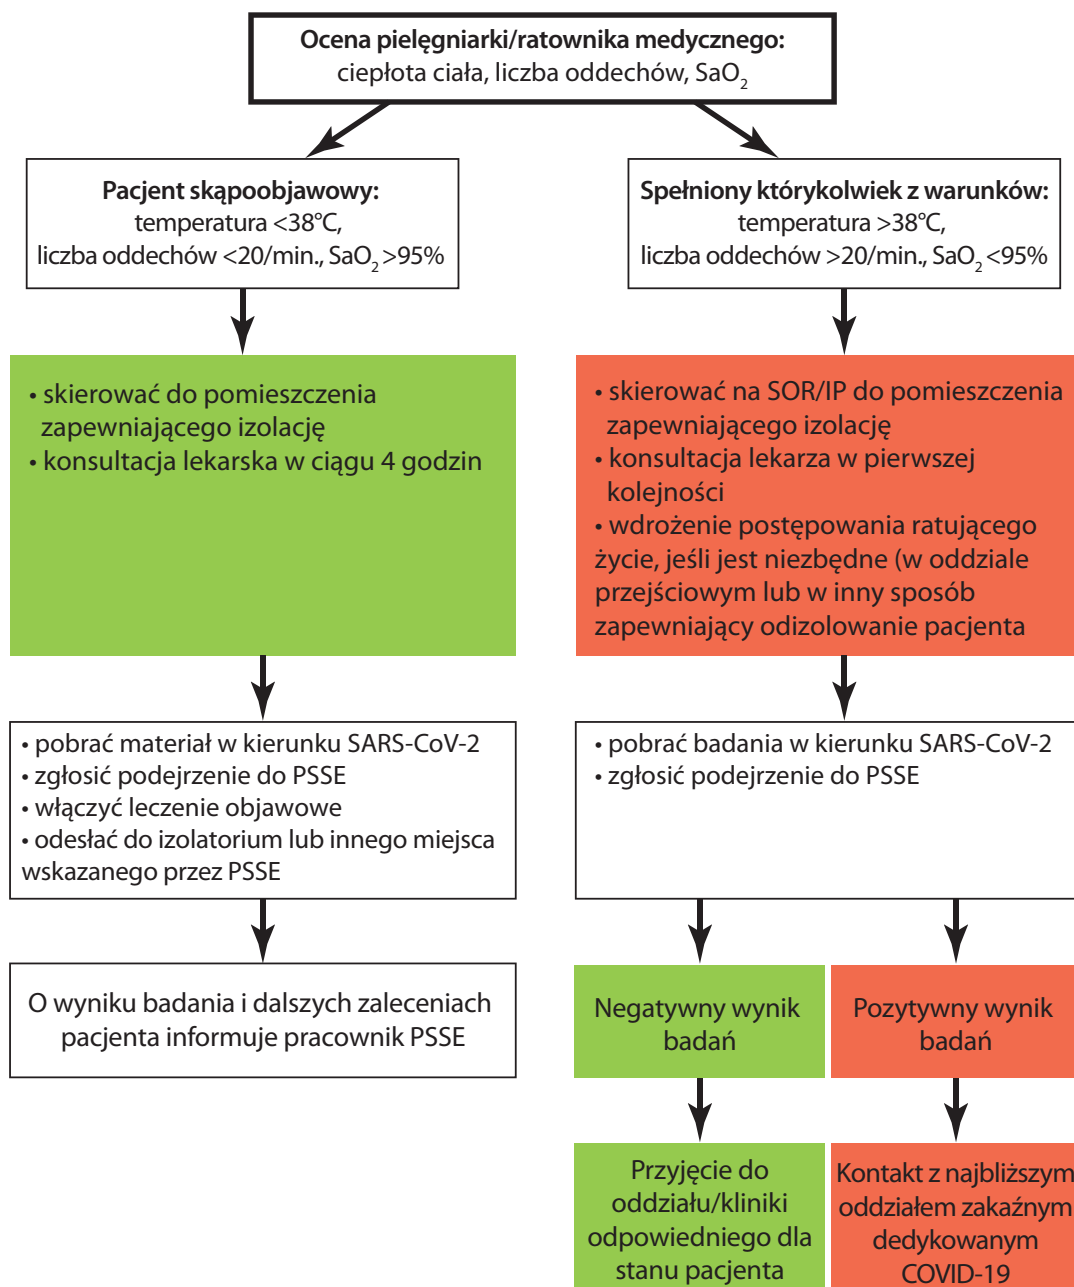 Ocena pielęgniarki/ratownika medycznego:
ciepłota ciała, liczba oddechów, SaO₂
Pacjent skąpoobjawowy:
temperatura <38°C,
liczba oddechów <20/min., SaO₂ >95%
Spełniony którykolwiek z warunków:
temperatura >38°C,
liczba oddechów >20/min., SaO₂ <95%
• skierować do pomieszczenia
zapewniającego izolację
• konsultacja lekarska w ciągu 4 godzin
• skierować na SOR/IP do pomieszczenia
zapewniającego izolację
• konsultacja lekarza w pierwszej
kolejności
• wdrożenie postępowania ratującego
życie, jeśli jest niezbędne (w oddziale
przejściowym lub w inny sposób
zapewniający odizolowanie pacjenta
• pobrać materiał w kierunku SARS-CoV-2
• zgłosić podejrzenie do PSSE
• włączyć leczenie objawowe
• odesłać do izolatorium lub innego miejsca
wskazanego przez PSSE
• pobrać badania w kierunku SARS-CoV-2
• zgłosić podejrzenie do PSSE
O wyniku badania i dalszych zaleceniach
pacjenta informuje pracownik PSSE
Negatywny wynik
badań
Pozytywny wynik
badań
Przyjęcie do
oddziału/kliniki
odpowiedniego dla
stanu pacjenta
Kontakt z najbliższym
oddziałem zakaźnym
dedykowanym
COVID-19